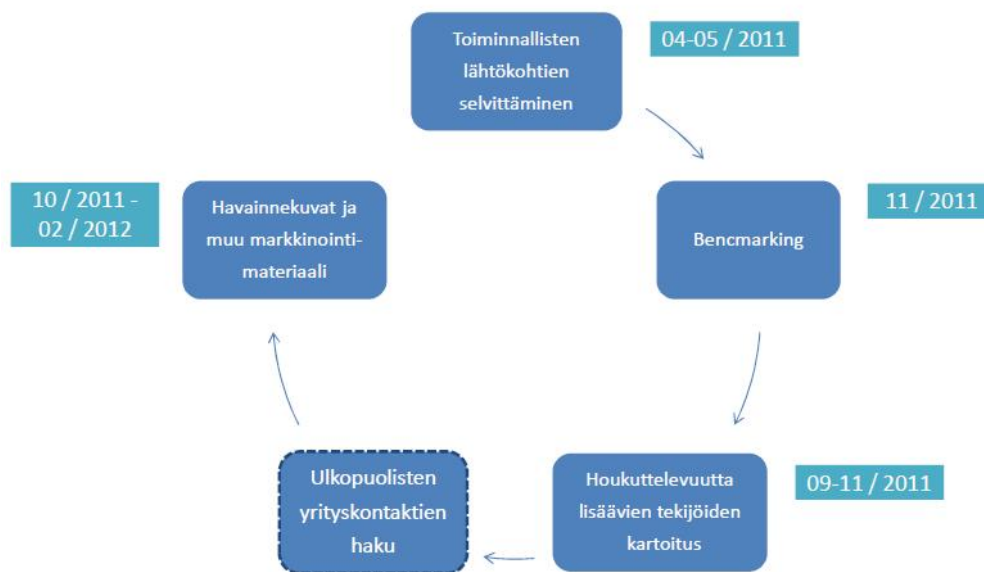 Toiminnallisten
lähtökohtien
selvittäminen
04-05 / 2011
Bencmarking
11 / 2011
Houkuttelevuutta
lisäävien tekijöiden
kartoitus
09-11 / 2011
Ulkopuolisten
yrityskontaktien
haku
Havainnekuvat ja
muu markkinointi-
materiaali
10 / 2011 -
02 / 2012